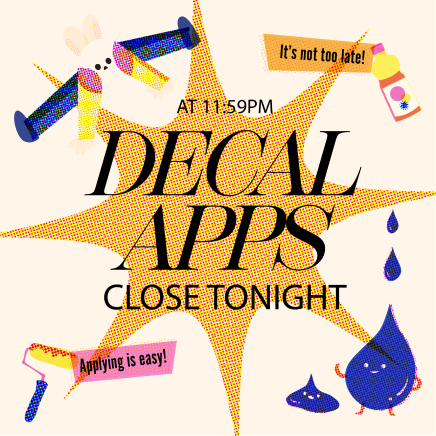 It's not too late!
AT 11:59PM
DECAL
APPS
CLOSE TONIGHT
Applying is easy!